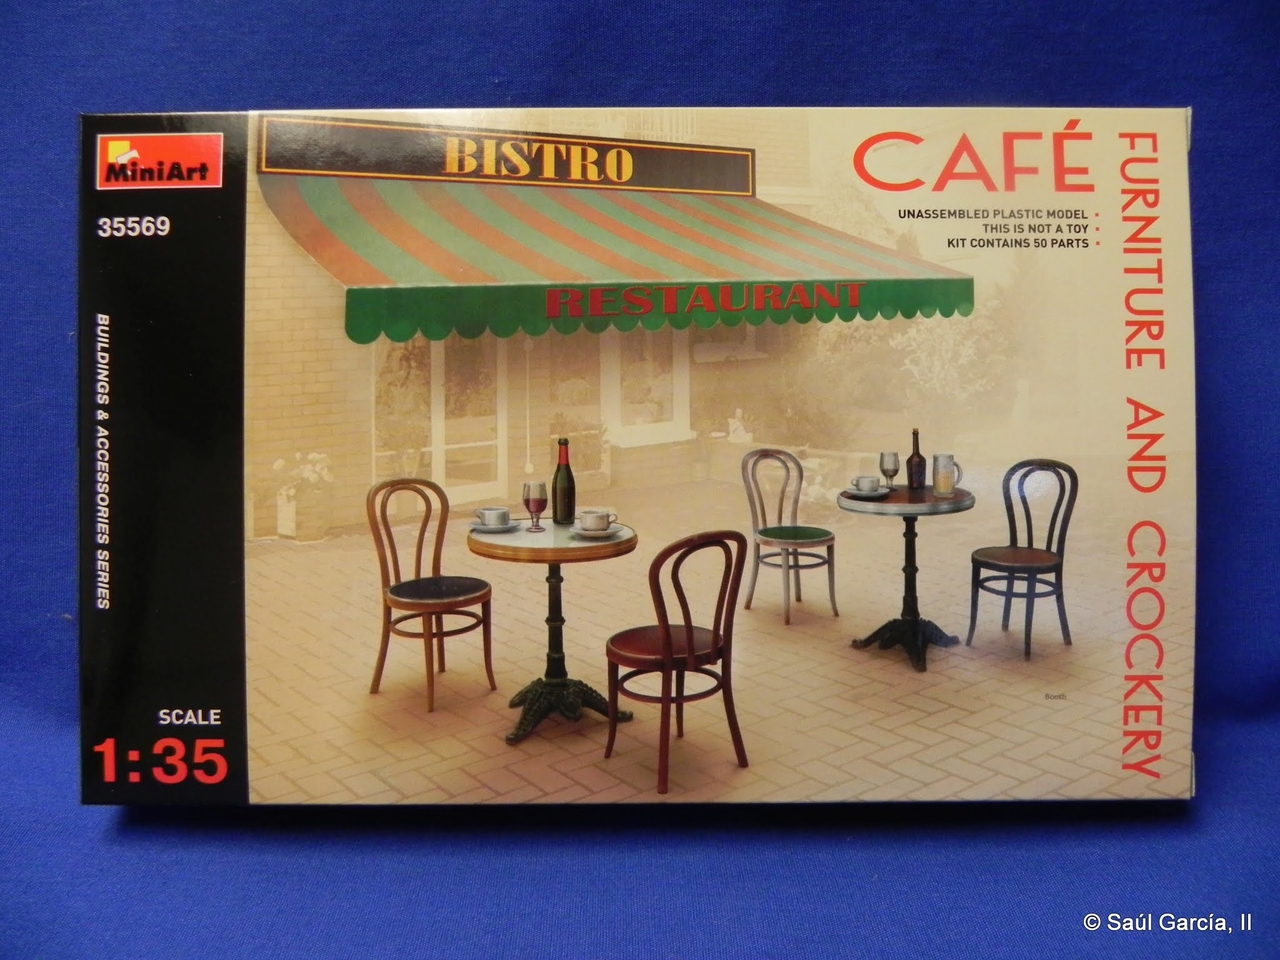 MiniArt
35569
BUILDINGS & ACCESSORIES SERIES
SCALE
1:35
BISTRO
RESTAURANT
CAFÉ
UNASSEMBLED PLASTIC MODEL
THIS IS NOT A TOY
KIT CONTAINS 50 PARTS
FURNITURE AND CROCKERY
Booth
© Saúl García, II